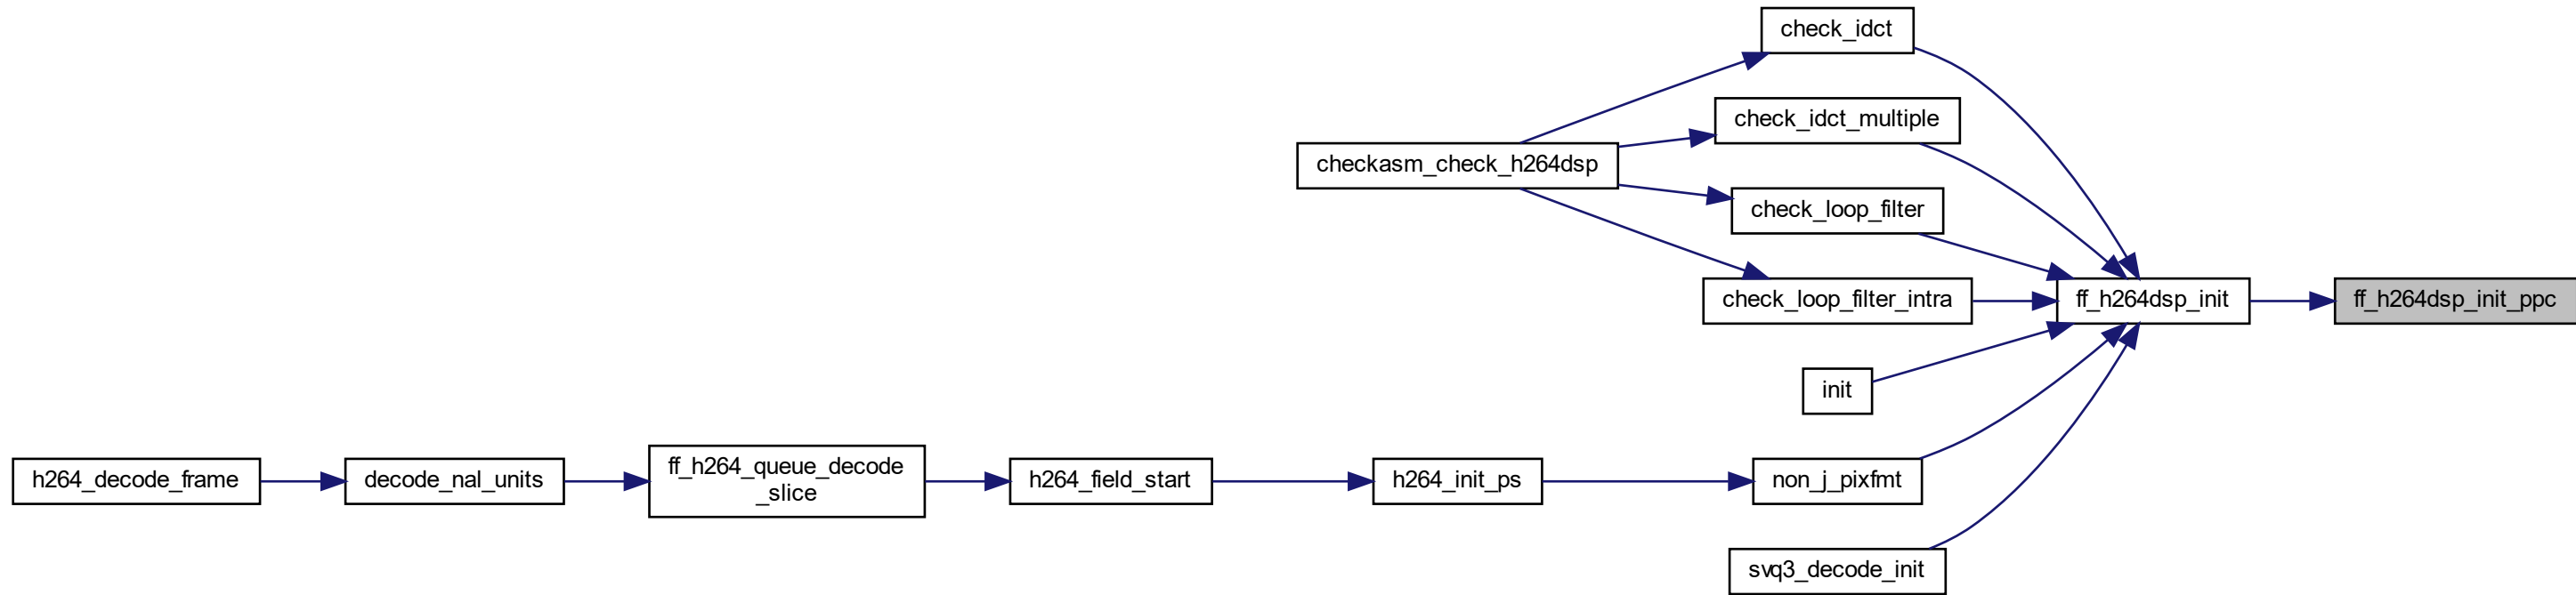 check_idct
check_idct_multiple
checkasm_check_h264dsp
check_loop_filter
check_loop_filter_intra
ff_h264dsp_init
ff_h264dsp_init_ppc
init
h264_decode_frame
decode_nal_units
ff_h264_queue_decode
_slice
h264_field_start
h264_init_ps
non_j_pixfmt
svq3_decode_init